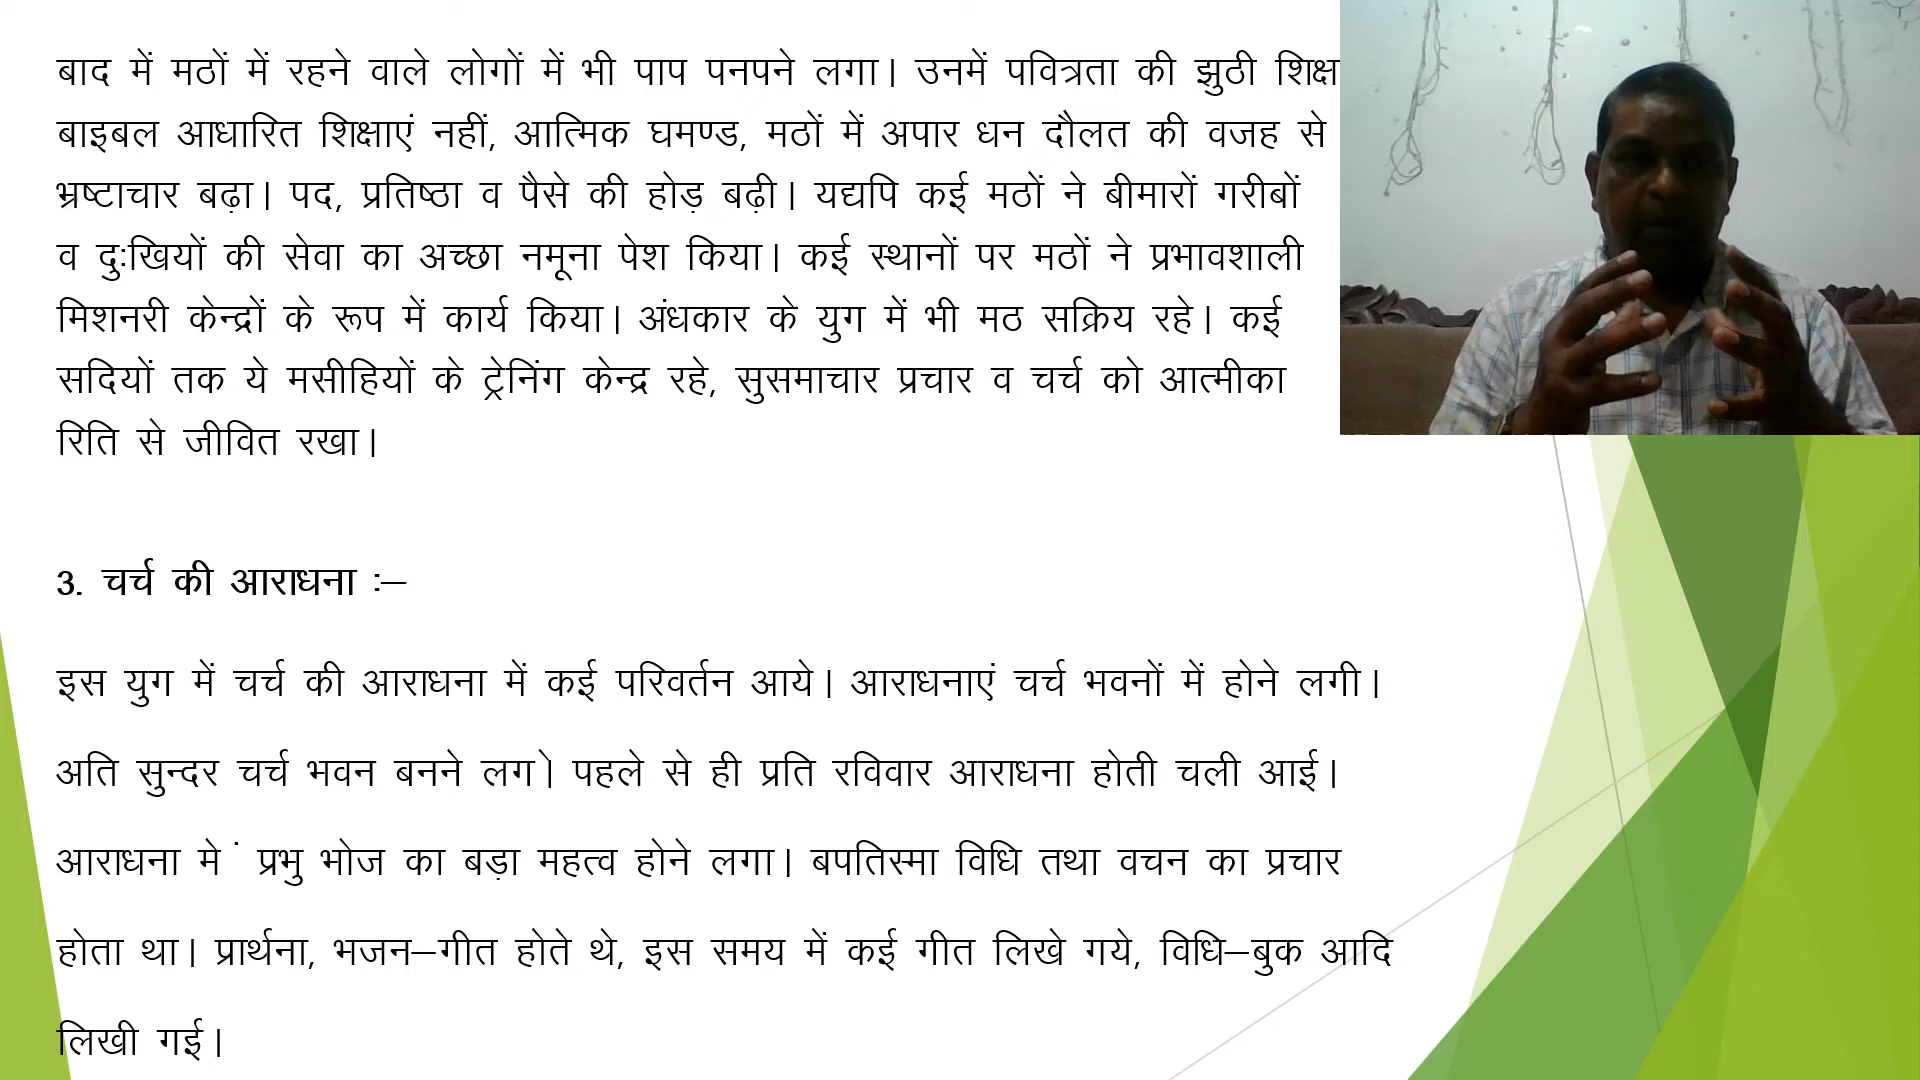 बाद में मठों में रहने वाले लोगों में भी पाप पनपने लगा। उनमें पवित्रता की झुठी शिक्ष
बाइबल आधारित शिक्षाएं नहीं, आत्मिक घमण्ड, मठों में अपार धन दौलत की वजह से
भ्रष्टाचार बढ़ा। पद, प्रतिष्ठा व पैसे की होड़ बढ़ी। यद्यपि कई मठों ने बीमारों गरीबों
व दुःखियों की सेवा का अच्छा नमूना पेश किया। कई स्थानों पर मठों ने प्रभावशाली
मिशनरी केन्द्रों के रूप में कार्य किया। अंधकार के युग में भी मठ सक्रिय रहे। कई
सदियों तक ये मसीहियों के ट्रेनिंग केन्द्र रहे, सुसमाचार प्रचार व चर्च को आत्मीका
रिति से जीवित रखा।
3. चर्च की आराधना :–
इस युग में चर्च की आराधना में कई परिवर्तन आये। आराधनाएं चर्च भवनों में होने लगी।
अति सुन्दर चर्च भवन बनने लगे। पहले से ही प्रति रविवार आराधना होती चली आई।
आराधना में प्रभु भोज का बड़ा महत्व होने लगा। बपतिस्मा विधि तथा वचन का प्रचार
होता था। प्रार्थना, भजन–गीत होते थे, इस समय में कई गीत लिखे गये, विधि–बुक आदि
लिखी गई।